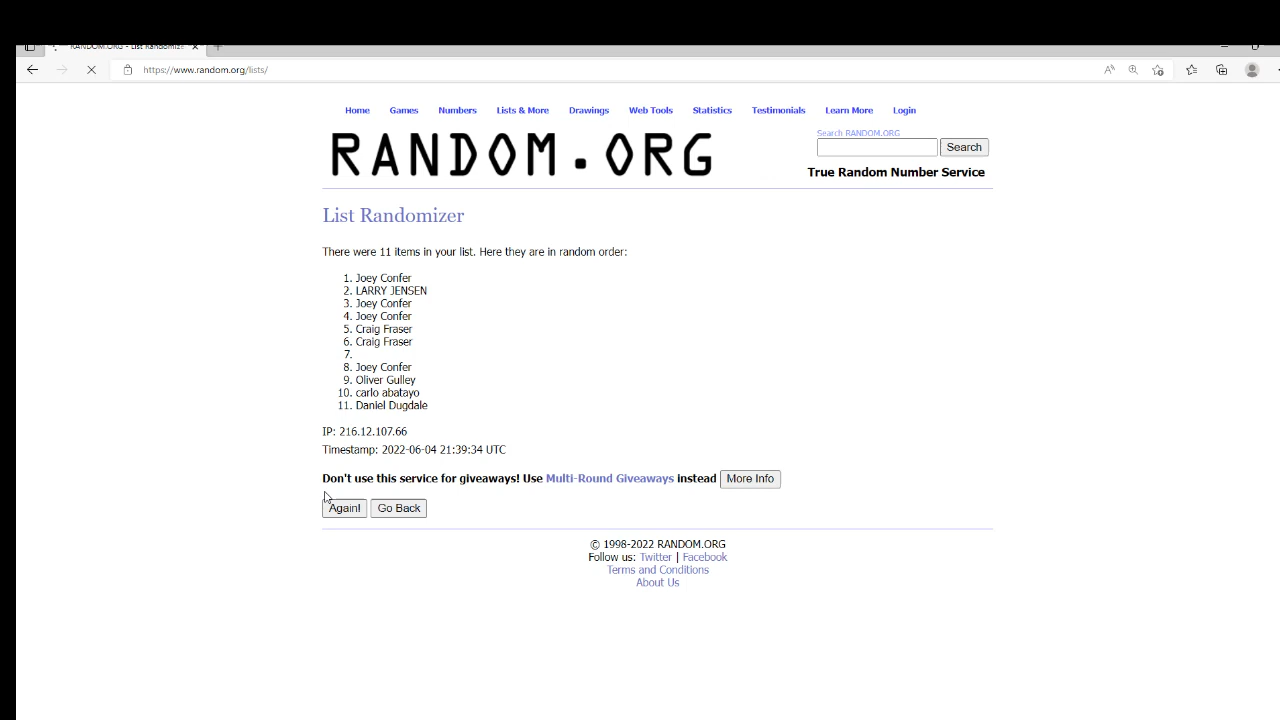 RANDOM.ORG - List Randomize
https://www.random.org/lists/
Home Games Numbers Lists & More Drawings Web Tools Statistics Testimonials Learn More Login
RANDOM.ORG
Search RANDOM.ORG
Search
True Random Number Service
List Randomizer
There were 11 items in your list. Here they are in random order:
1. Joey Confer
2. LARRY JENSEN
3. Joey Confer
4. Joey Confer
5. Craig Fraser
6. Craig Fraser
7.
8. Joey Confer
9. Oliver Gulley
10. carlo abatayo
11. Daniel Dugdale
IP: 216.12.107.66
Timestamp: 2022-06-04 21:39:34 UTC
Don't use this service for giveaways! Use Multi-Round Giveaways instead More Info
Again! Go Back
© 1998-2022 RANDOM.ORG
Follow us: Twitter | Facebook
Terms and Conditions
About Us